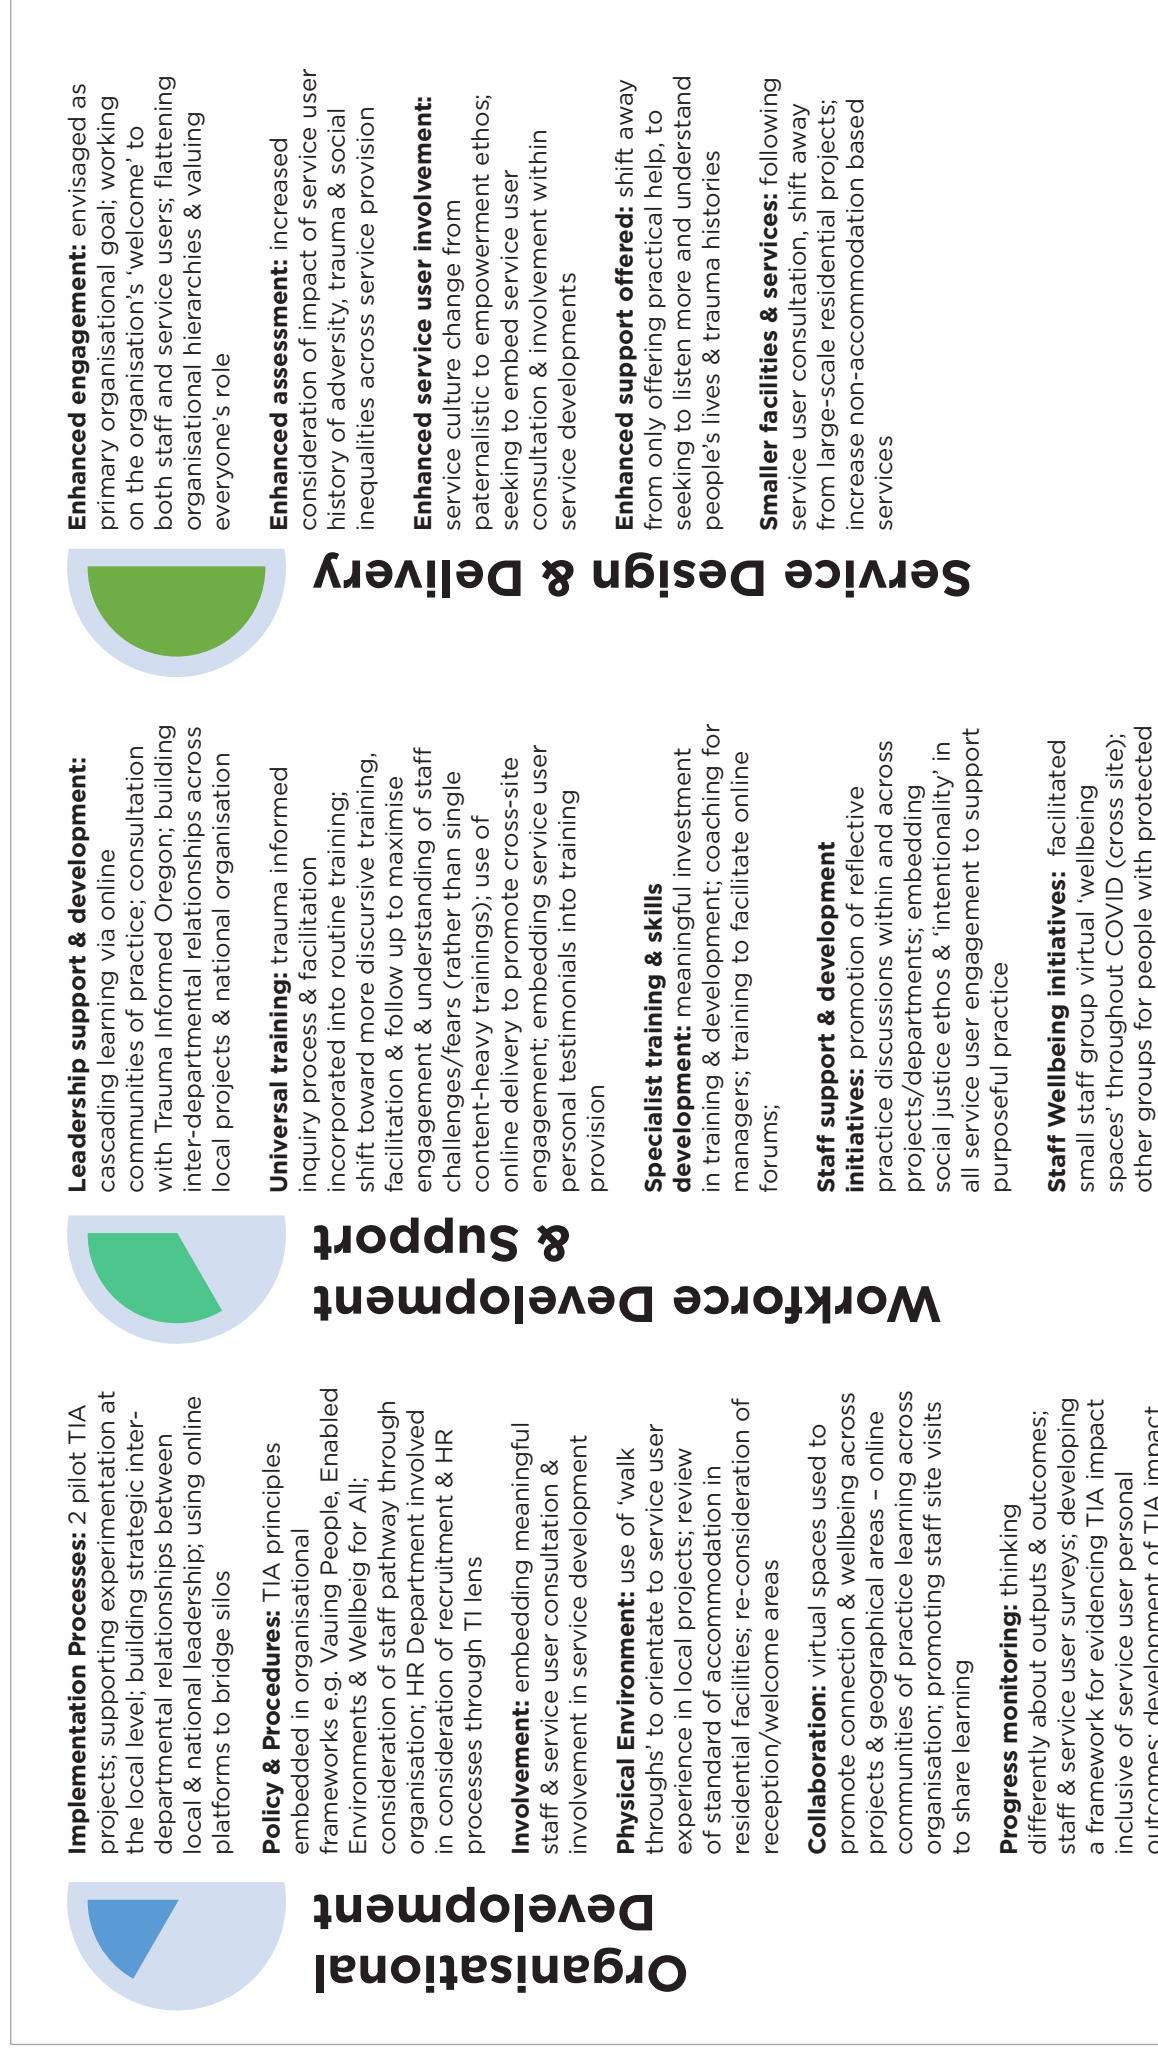 Organisational
Development
Implementation Processes: 2 pilot TIA
projects; supporting experimentation at
the local level; building strategic inter-
departmental relationships between
local & national leadership; using online
platforms to bridge silos
Policy & Procedures: TIA principles
embedded in organisational
frameworks e.g. Vauing People, Enabled
Environments & Wellbeig for All;
consideration of staff pathway through
organisation; HR Department involved
in consideration of recruitment & HR
processes through TI lens
Involvement: embedding meaningful
staff & service user consultation &
involvement in service development
Physical Environment: use of ‘walk
throughs’ to orientate to service user
experience in local projects; review
of standard of accommodation in
residential facilities; re-consideration of
reception/welcome areas
Collaboration: virtual spaces used to
promote connection & wellbeing across
projects & geographical areas – online
communities of practice learning across
organisation; promoting staff site visits
to share learning
Progress monitoring: thinking
differently about outputs & outcomes;
staff & service user surveys; developing
a framework for evidencing TIA impact
inclusive of service user personal
outcomes; development of TIA impact
Workforce Development
& Support
Leadership support & development:
cascading learning via online
communities of practice; consultation
with Trauma Informed Oregon; building
inter-departmental relationships across
local projects & national organisation
Universal training: trauma informed
inquiry process & facilitation
incorporated into routine training;
shift toward more discursive training,
facilitation & follow up to maximise
engagement & understanding of staff
challenges/fears (rather than single
content-heavy trainings); use of
online delivery to promote cross-site
engagement; embedding service user
personal testimonials into training
provision
Specialist training & skills
development: meaningful investment
in training & development; coaching for
managers; training to facilitate online
forums;
Staff support & development
initiatives: promotion of reflective
practice discussions within and across
projects/departments; embedding
social justice ethos & ‘intentionality’ in
all service user engagement to support
purposeful practice
Staff Wellbeing initiatives: facilitated
small staff group virtual ‘wellbeing
spaces’ throughout COVID (cross site);
other groups for people with protected
Service Design & Delivery
Enhanced engagement: envisaged as
primary organisational goal; working
on the organisation’s ‘welcome’ to
both staff and service users; flattening
organisational hierarchies & valuing
everyone’s role
Enhanced assessment: increased
consideration of impact of service user
history of adversity, trauma & social
inequalities across service provision
Enhanced service user involvement:
service culture change from
paternalistic to empowerment ethos;
seeking to embed service user
consultation & involvement within
service developments
Enhanced support offered: shift away
from only offering practical help, to
seeking to listen more and understand
people’s lives & trauma histories
Smaller facilities & services: following
service user consultation, shift away
from large-scale residential projects;
increase non-accommodation based
services